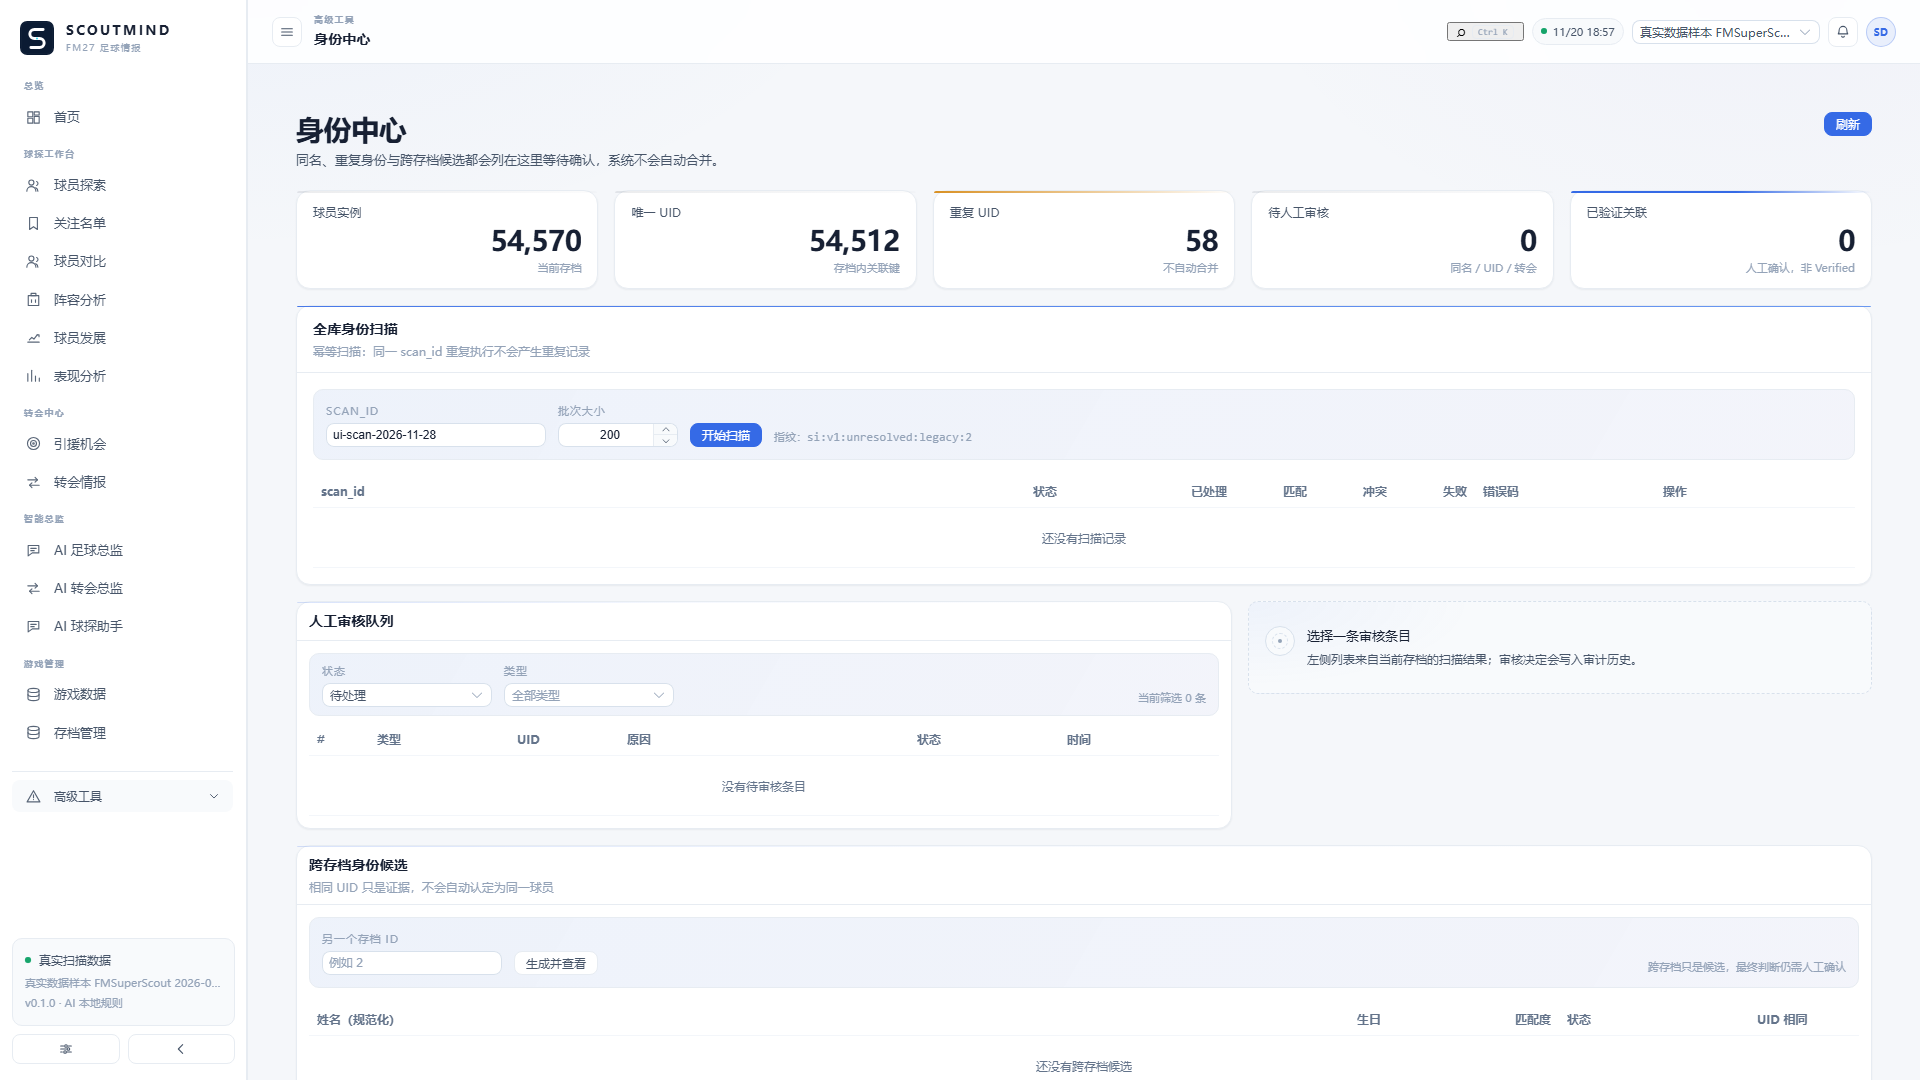 SCOUTMIND
FM27 足球情报
总览
首页
球探工作台
球员探索
关注名单
球员对比
阵容分析
球员发展
表现分析
转会中心
引援机会
转会情报
智能总监
AI 足球总监
AI 转会总监
AI 球探助手
游戏管理
游戏数据
存档管理
高级工具
真实扫描数据
真实数据样本 FMSuperScout 2026-0...
v0.1.0 · AI 本地规则
高级工具
身份中心
Ctrl K
11/20 18:57
真实数据样本 FMSuperSc...
SD
身份中心
同名、重复身份与跨存档候选都会列在这里等待确认，系统不会自动合并。
刷新
球员实例
54,570
当前存档
唯一 UID
54,512
存档内关联键
重复 UID
58
不自动合并
待人工审核
0
同名 / UID / 转会
已验证关联
0
人工确认，非 Verified
全库身份扫描
幂等扫描：同一 scan_id 重复执行不会产生重复记录
SCAN_ID
批次大小
ui-scan-2026-11-28
200
开始扫描
指纹: si:v1:unresolved:legacy:2
scan_id 状态 已处理 匹配 冲突 失败 错误码 操作
还没有扫描记录
人工审核队列
状态
类型
待处理
全部类型
当前筛选 0 条
# 类型 UID 原因 状态 时间
没有待审核条目
选择一条审核条目
左侧列表来自当前存档的扫描结果；审核决定会写入审计历史。
跨存档身份候选
相同 UID 只是证据，不会自动认定为同一球员
另一个存档 ID
例如 2
生成并查看
跨存档只是候选，最终判断仍需人工确认
姓名（规范化） 生日 匹配度 状态 UID 相同
还没有跨存档候选